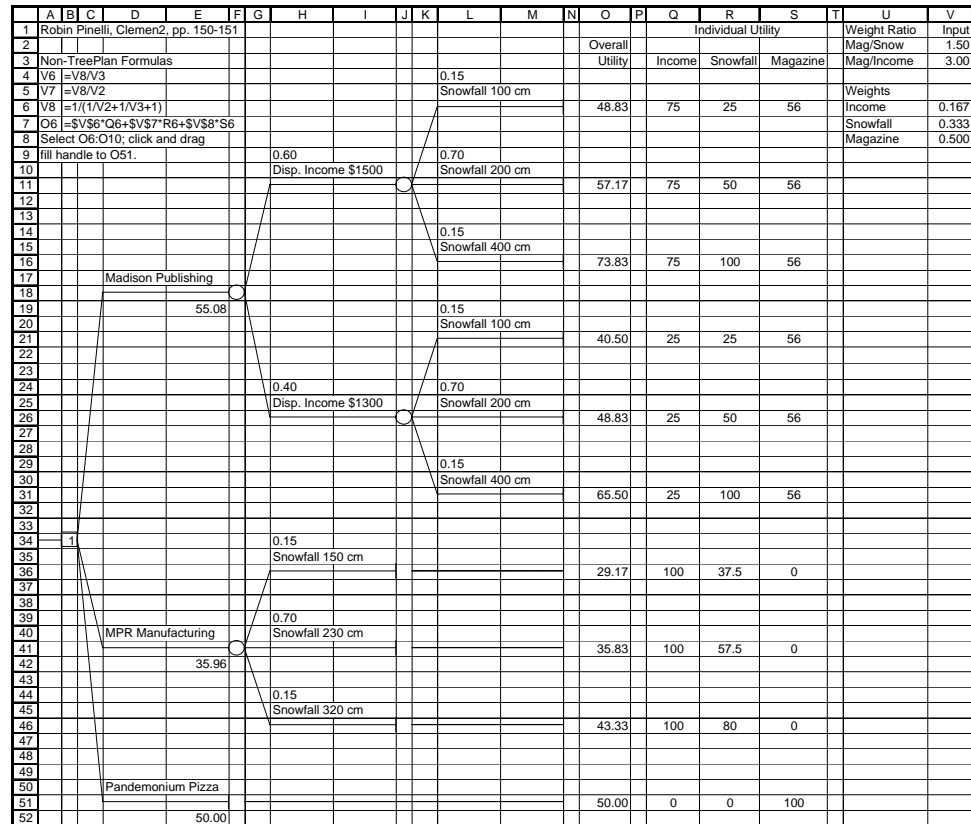 A B C D E F G H I J K L M N O P Q R S T U V
1 Robin Pinelli, Clemen2, pp. 150-151 Individual Utility Weight Ratio Input
2 Overall Mag/Snow 1.50
3 Non-TreePlan Formulas Utility Income Snowfall Magazine Mag/Income 3.00
4 V6 =V8/V3 0.15
5 V7 =V8/V2 Snowfall 100 cm Weights
6 V8 =1/(1/V2+1/V3+1) 48.83 75 25 56 Income 0.167
7 O6 =$V$6*Q6+$V$7*R6+$V$8*S6 Snowfall 0.333
8 Select O6:O10; click and drag Magazine 0.500
9 fill handle to O51. 0.60 0.70
10 Disp. Income $1500 Snowfall 200 cm
11 57.17 75 50 56
12
13
14 0.15
15 Snowfall 400 cm
16 73.83 75 100 56
17 Madison Publishing
18
19 55.08 0.15
20 Snowfall 100 cm
21 40.50 25 25 56
22
23
24 0.40 0.70
25 Disp. Income $1300 Snowfall 200 cm
26 48.83 25 50 56
27
28
29 0.15
30 Snowfall 400 cm
31 65.50 25 100 56
32
33
34 1 0.15
35 Snowfall 150 cm
36 29.17 100 37.5 0
37
38
39 0.70
40 MPR Manufacturing Snowfall 230 cm
41 35.83 100 57.5 0
42 35.96
43
44 0.15
45 Snowfall 320 cm
46 43.33 100 80 0
47
48
49
50 Pandemonium Pizza
51 50.00 0 0 100
52 50.00